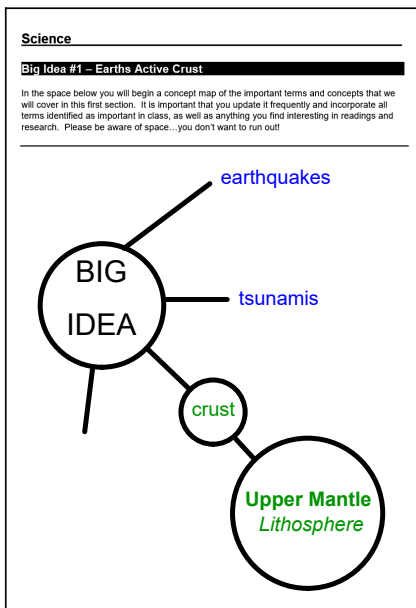 Science
Big Idea #1 – Earths Active Crust
In the space below you will begin a concept map of the important terms and concepts that we
will cover in this first section.  It is important that you update it frequently and incorporate all
terms identified as important in class, as well as anything you find interesting in readings and
research.  Please be aware of space…you don’t want to run out!
earthquakes
BIG
IDEA
tsunamis
crust
Upper Mantle
Lithosphere